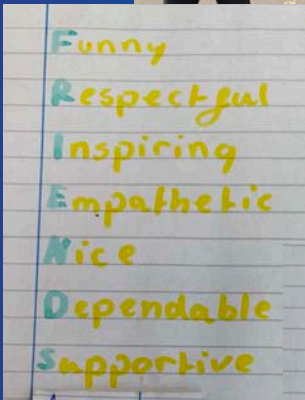 Funny
Respectful
Inspiring
Empathetic
Nice
Dependable
Supportive